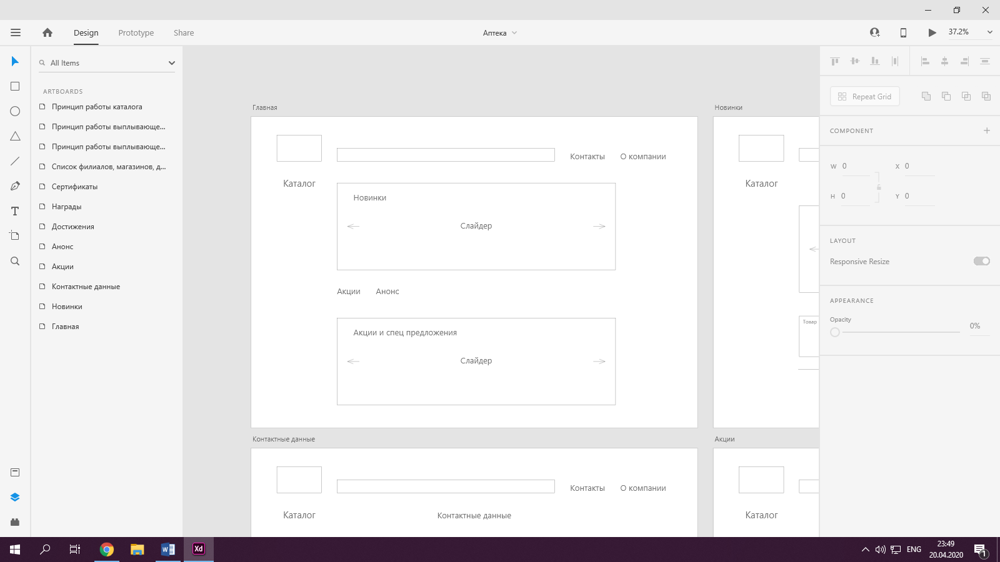 Design
Prototype
Share
Аптека
37.2%
All Items
ARTBOARDS
Принцип работы каталога
Принцип работы выплывающе...
Принцип работы выплывающе...
Список филиалов, магазинов, д...
Сертификаты
Награды
Достижения
Анонс
Акции
Контактные данные
Новинки
Главная
Главная
Контакты
О компании
Каталог
Новинки
Слайдер
Акции
Анонс
Акции и спец предложения
Слайдер
Новинки
Каталог
Товар
Контактные данные
Контакты
О компании
Каталог
Контактные данные
Акции
Каталог
Repeat Grid
COMPONENT
W 0
X 0
H 0
Y 0
LAYOUT
Responsive Resize
APPEARANCE
Opacity
0%
W
Xd
ENG
23:49
20.04.2020
1